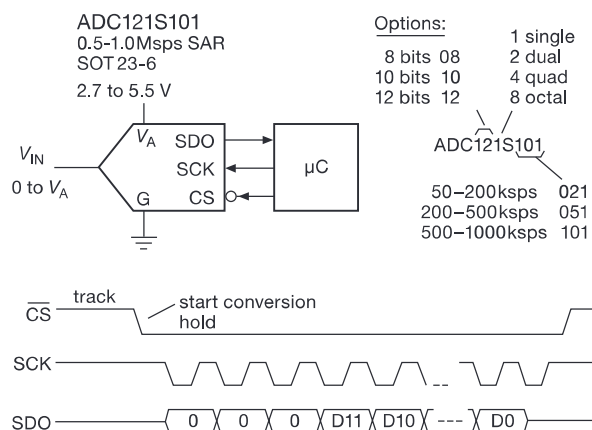 ADC121S101
0.5-1.0Msps SAR
SOT 23-6
2.7 to 5.5 V
V_A
V_IN
0 to V_A
G
SDO
SCK
CS
µC
Options:
8 bits 08
10 bits 10
12 bits 12
1 single
2 dual
4 quad
8 octal
ADC121S101
50–200ksps 021
200–500ksps 051
500–1000ksps 101
CS track
start conversion
hold
SCK
SDO 0 0 0 D11 D10 --- D0